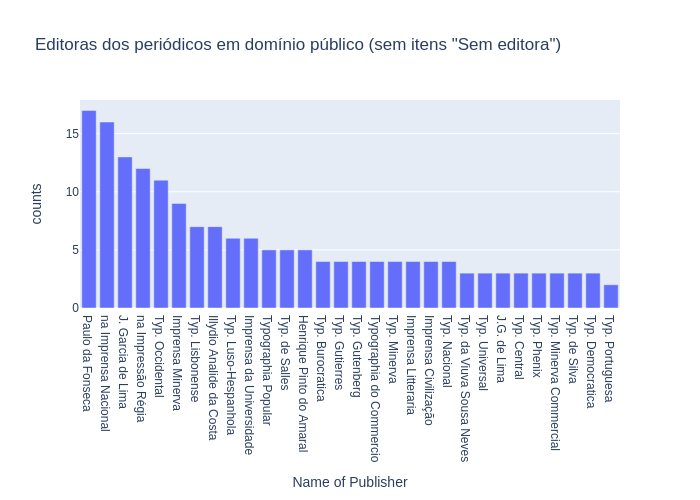 Editoras dos periódicos em domínio público (sem itens "Sem editora")
counts
15
10
5
0
Paulo da Fonseca
na Imprensa Nacional
J. Garcia de Lima
na Impressão Régia
Typ. Occidental
Imprensa Minerva
Typ. Lisbonense
Illydio Analide da Costa
Typ. Luso-Hespanhola
Imprensa da Universidade
Typographia Popular
Typ. de Salles
Henrique Pinto do Amaral
Typ. Burocratica
Typ. Gutierres
Typ. Gutenberg
Typographia do Commercio
Typ. Minerva
Imprensa Litteraria
Imprensa Civilização
Typ. Nacional
Typ. da Viuva Sousa Neves
Typ. Universal
J.G. de Lima
Typ. Central
Typ. Phenix
Typ. Minerva Commercial
Typ. de Silva
Typ. Democratica
Typ. Portuguesa
Name of Publisher